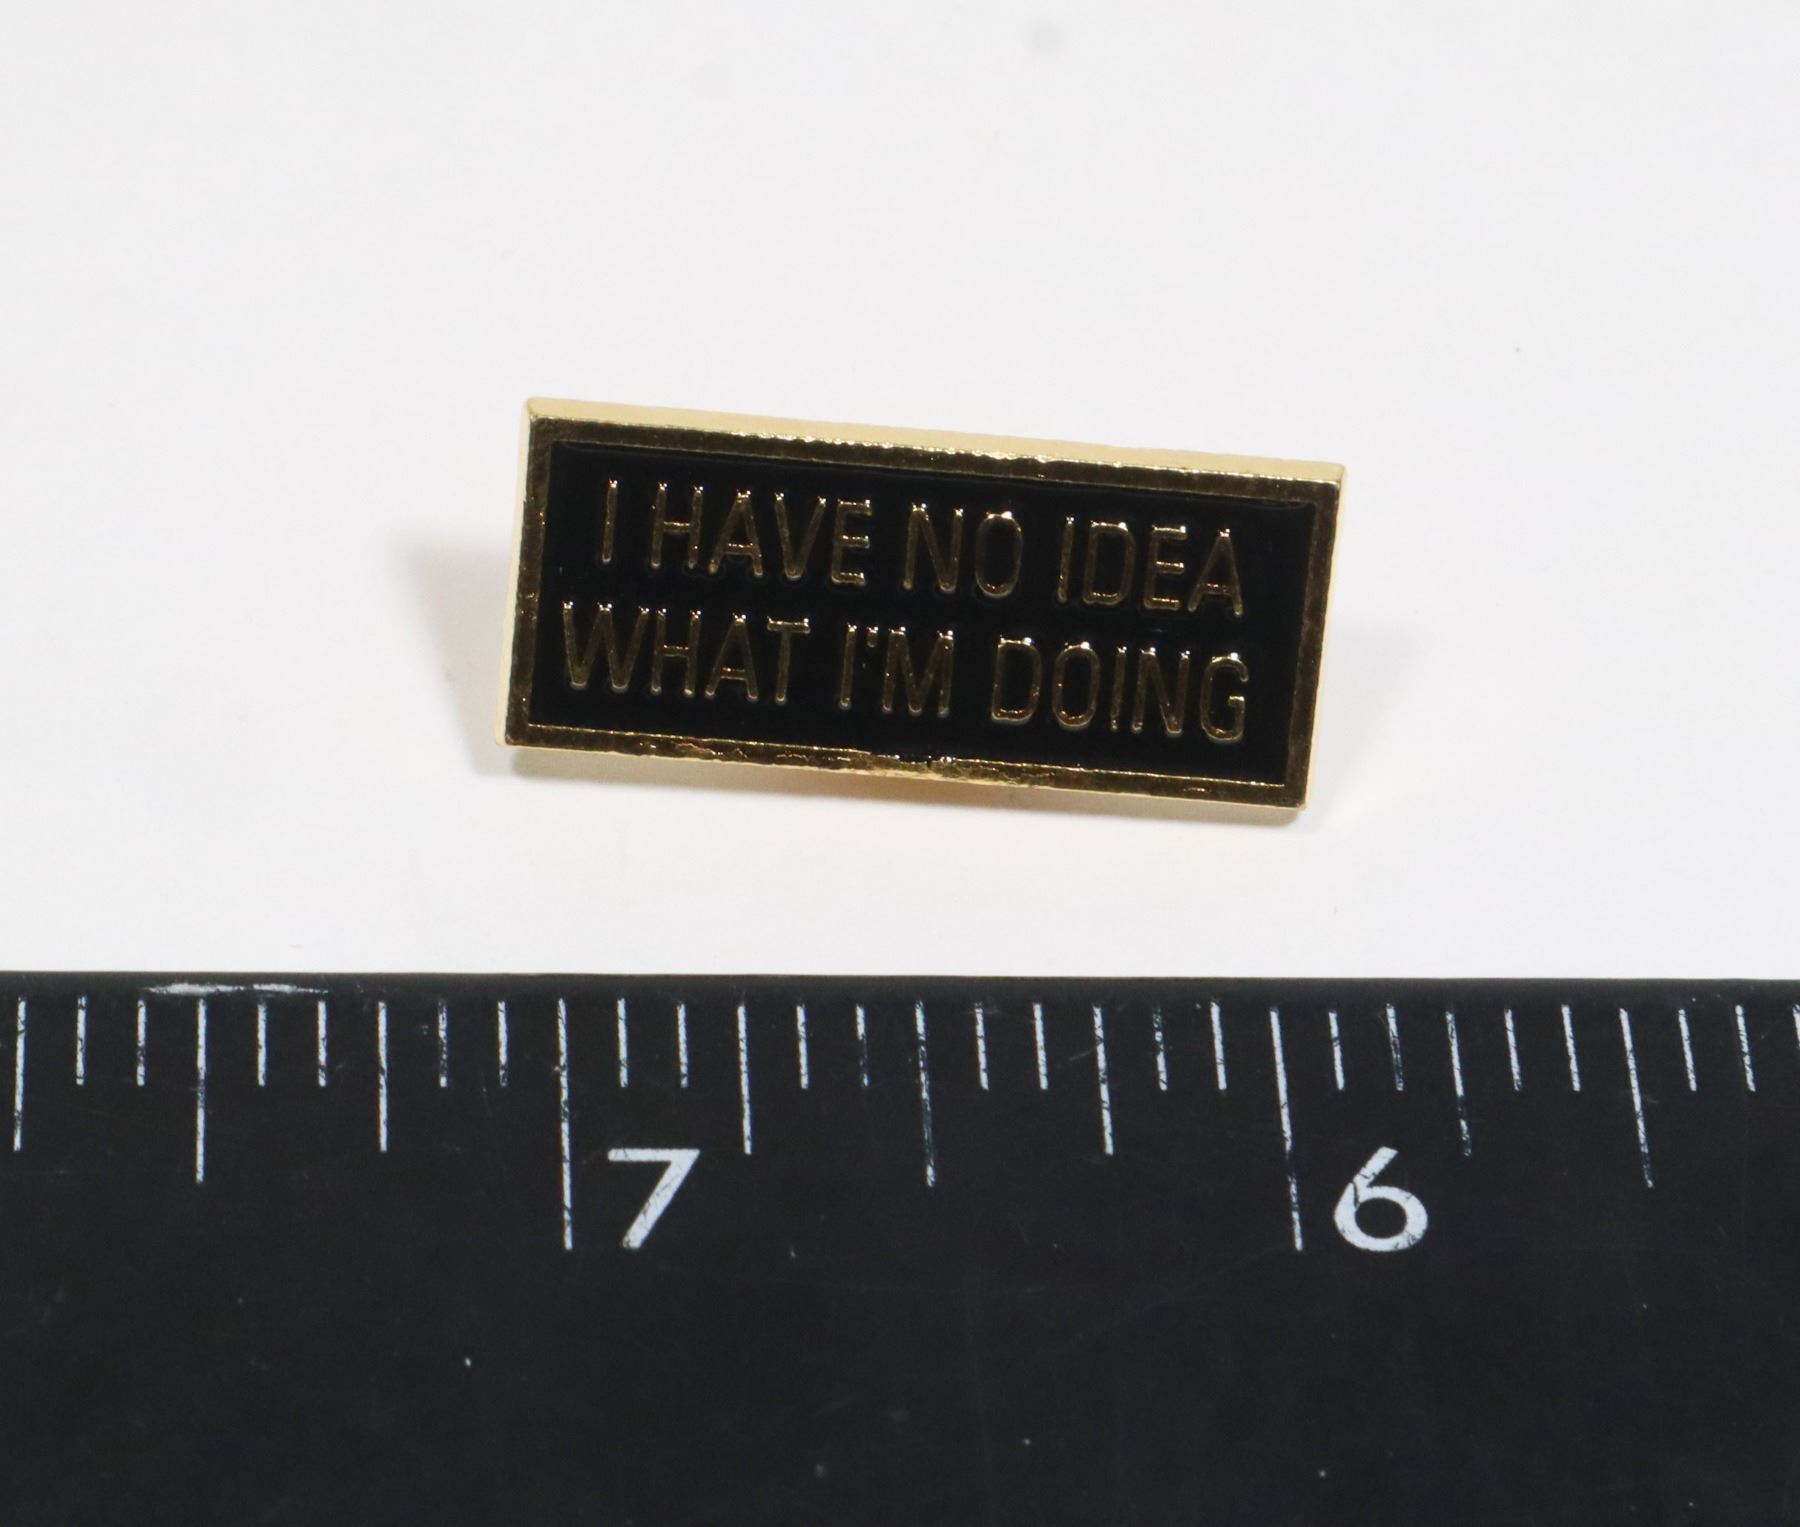 I HAVE NO IDEA
WHAT I'M DOING
7 6